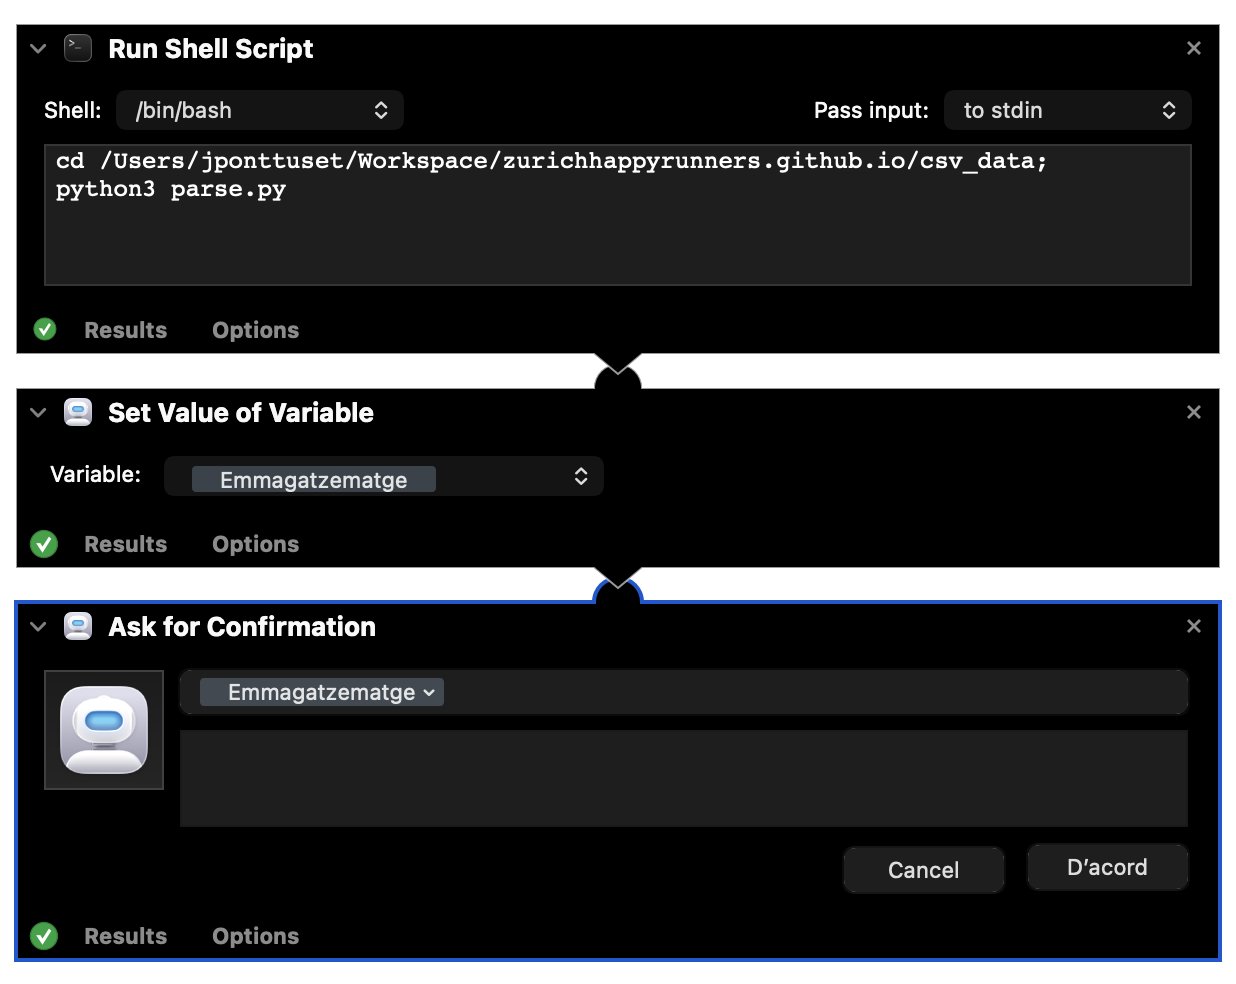 Run Shell Script
Shell: /bin/bash Pass input: to stdin
cd /Users/jponttuset/Workspace/zurichhappyrunners.github.io/csv_data;
python3 parse.py
Results Options
Set Value of Variable
Variable: Emmagatzematge
Results Options
Ask for Confirmation
Emmagatzematge
Cancel D’acord
Results Options